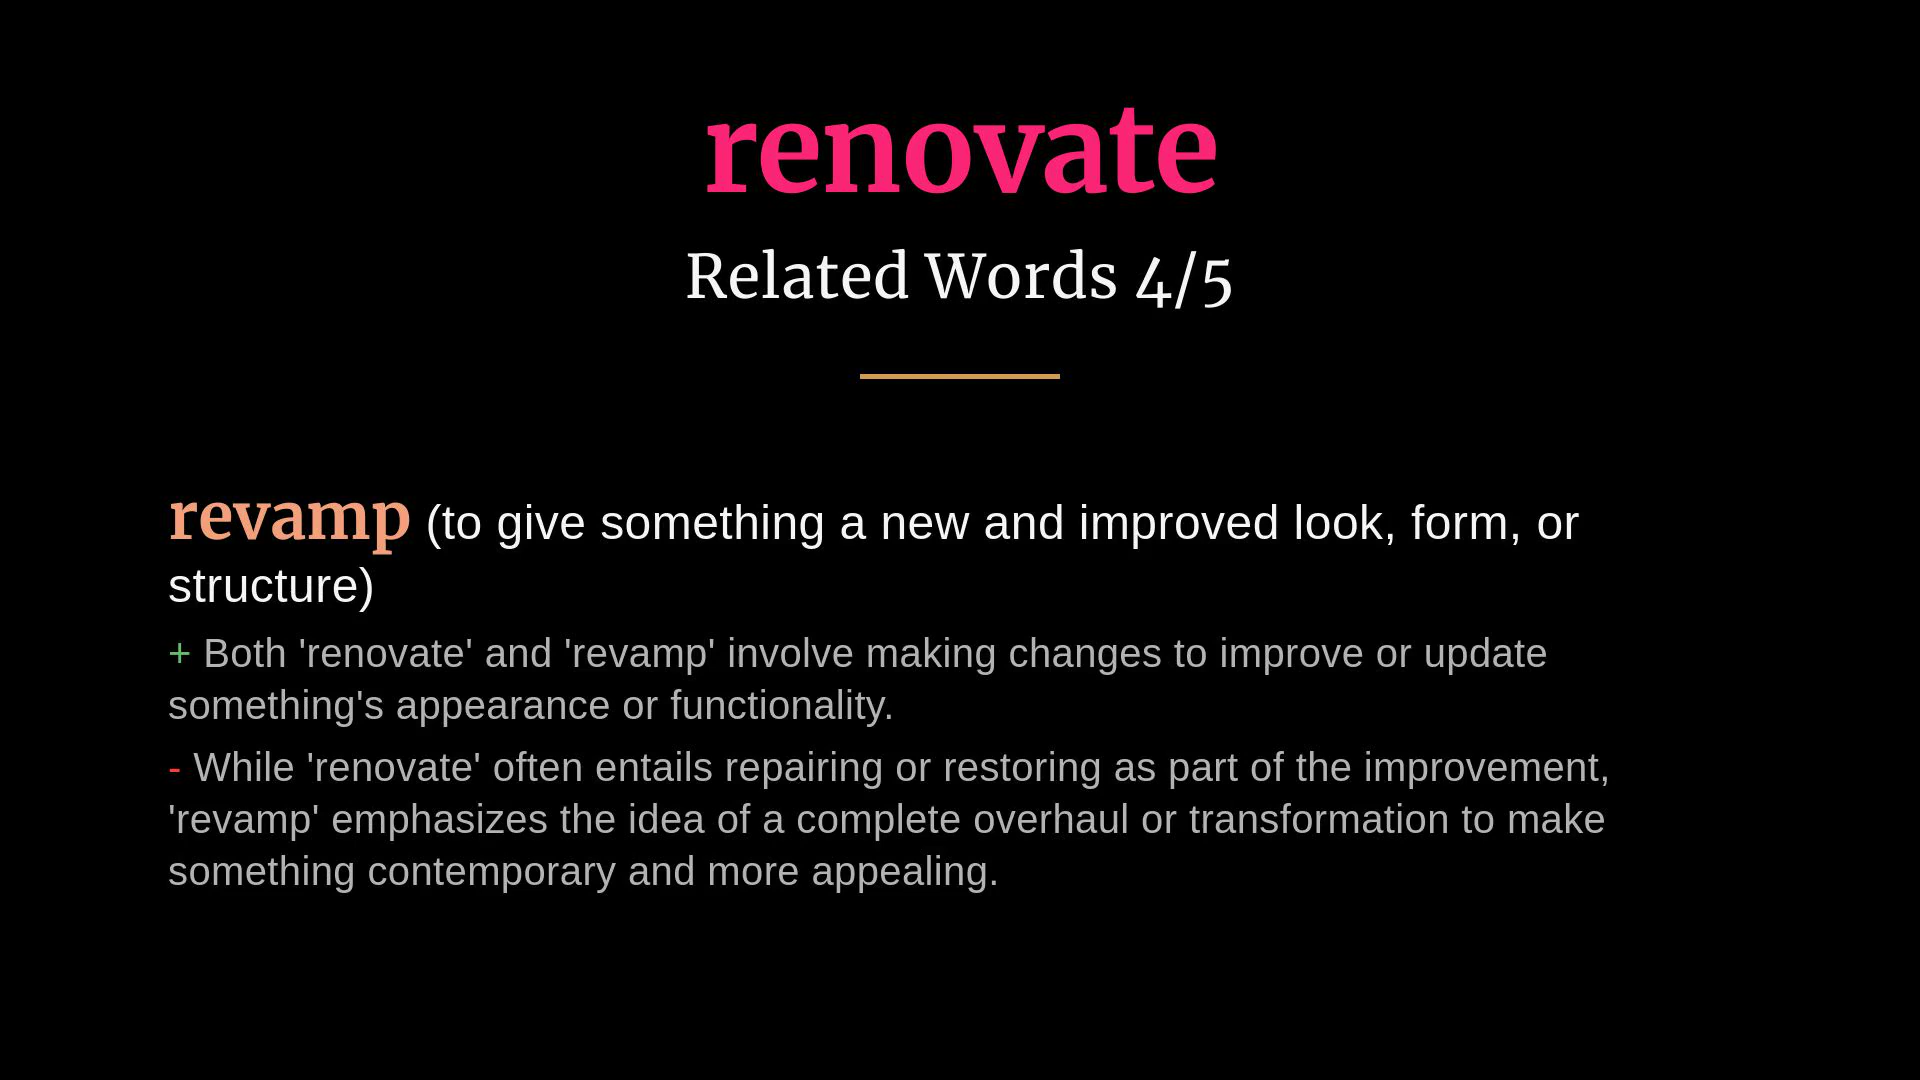 renovate
Related Words 4/5
revamp (to give something a new and improved look, form, or
structure)
+ Both 'renovate' and 'revamp' involve making changes to improve or update
something's appearance or functionality.
- While 'renovate' often entails repairing or restoring as part of the improvement,
'revamp' emphasizes the idea of a complete overhaul or transformation to make
something contemporary and more appealing.